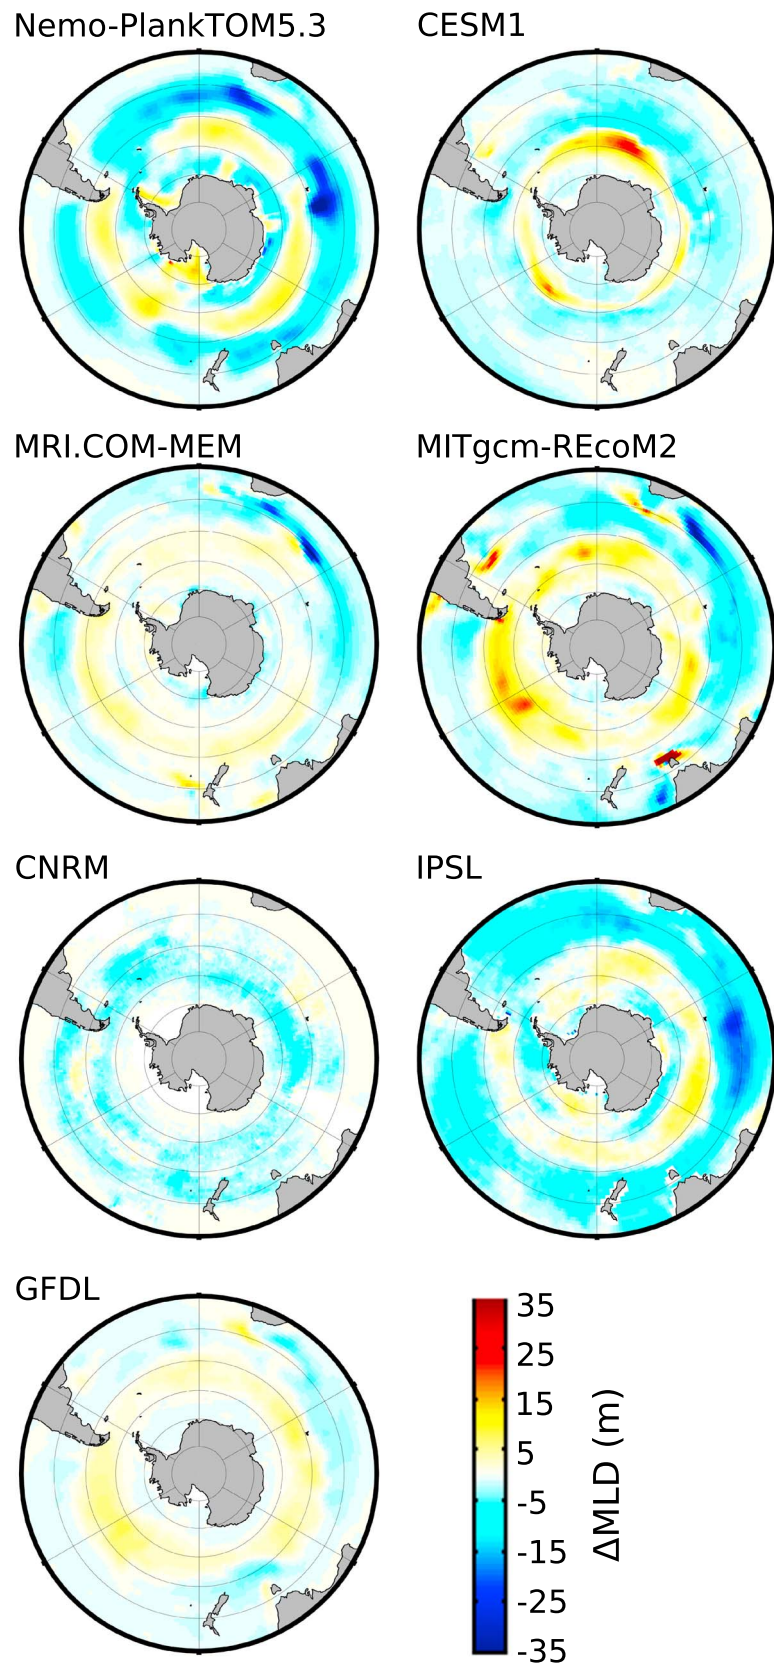 Nemo-PlankTOM5.3
CESM1
MRI.COM-MEM
MITgcm-REcoM2
CNRM
IPSL
GFDL
35
25
15
5
-5
-15
-25
-35
ΔMLD (m)